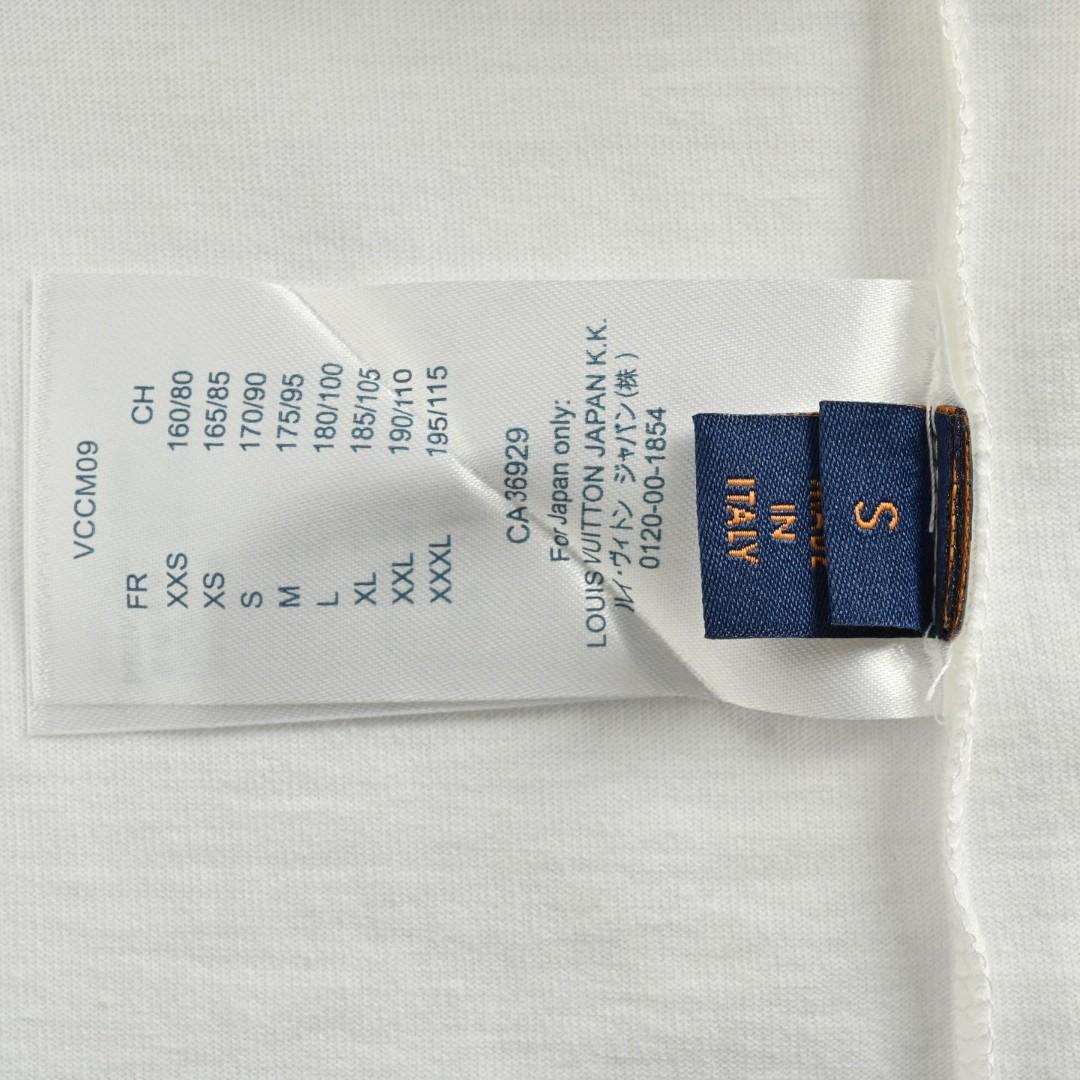 VCCM09
FR CH
XXS 160/80
XS 165/85
S 170/90
M 175/95
L 180/100
XL 185/105
XXL 190/110
XXXL 195/115
CA36929
For Japan only:
LOUIS VUITTON JAPAN K.K.
ルイ・ヴィトン ジャパン(株)
0120-00-1854
MADE
IN
ITALY
S